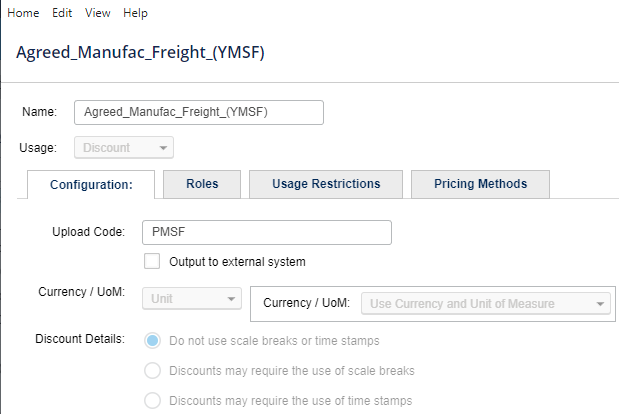 Home Edit View Help
Agreed_Manufac_Freight_(YMSF)
Name: Agreed_Manufac_Freight_(YMSF)
Usage: Discount
Configuration: Roles Usage Restrictions Pricing Methods
Upload Code: PMSF
Output to external system
Currency / UoM: Unit Currency / UoM: Use Currency and Unit of Measure
Discount Details: Do not use scale breaks or time stamps
Discounts may require the use of scale breaks
Discounts may require the use of time stamps